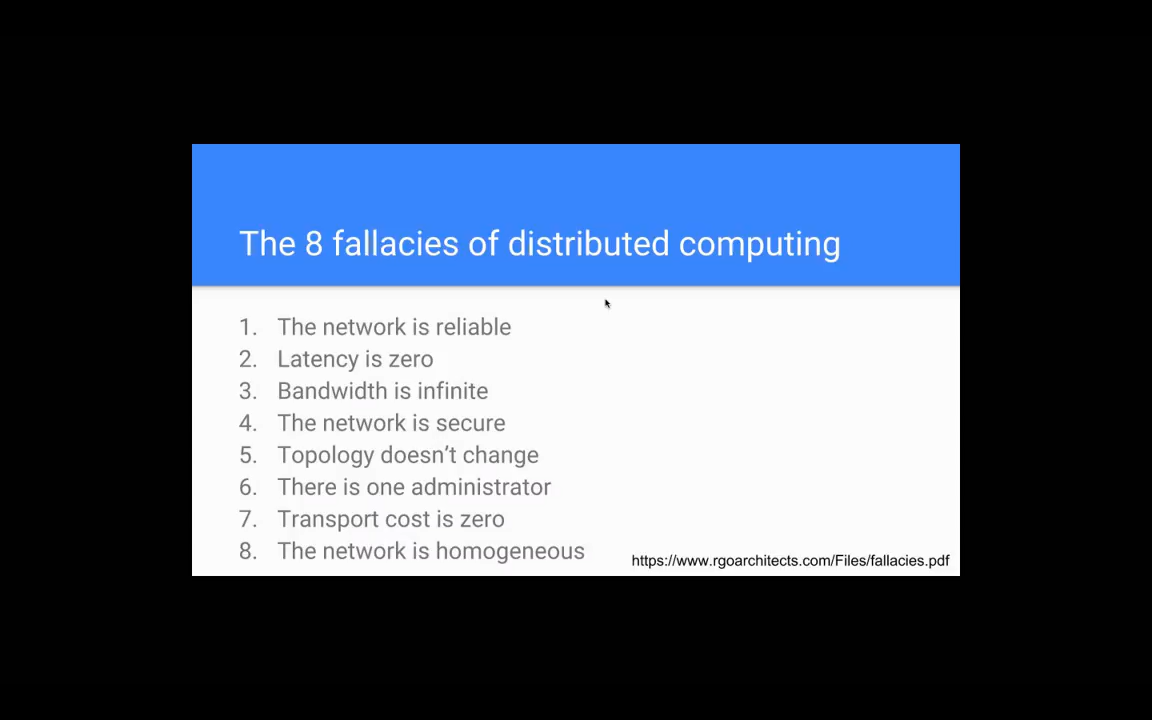 The 8 fallacies of distributed computing
1. The network is reliable
2. Latency is zero
3. Bandwidth is infinite
4. The network is secure
5. Topology doesn’t change
6. There is one administrator
7. Transport cost is zero
8. The network is homogeneous
https://www.rgoarchitects.com/Files/fallacies.pdf